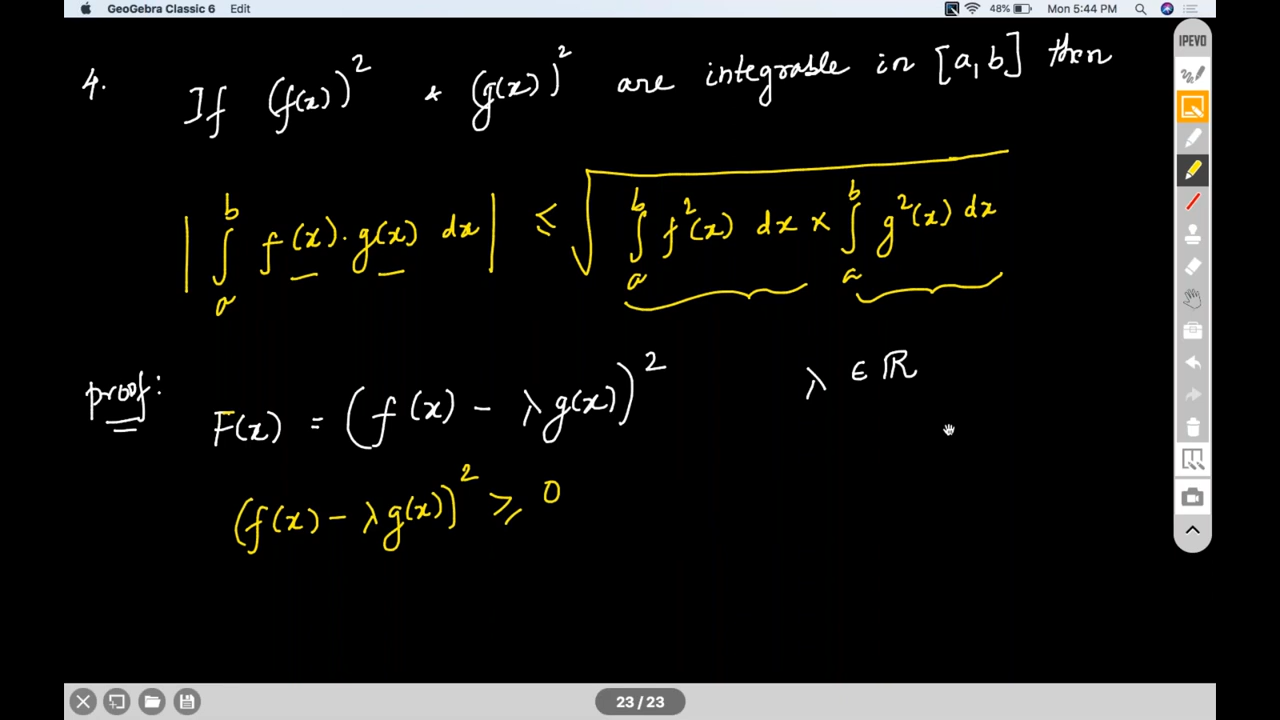 GeoGebra Classic 6 Edit 48% Mon 5:44 PM
IPEVO
4. If (f(x))² & (g(x))² are integrable in [a, b] then
|∫ₐᵇ f(x)·g(x) dx| ≤ √(∫ₐᵇ f²(x) dx × ∫ₐᵇ g²(x) dx)
proof:
F(x) = (f(x) - λg(x))² λ ∈ ℝ
(f(x) - λg(x))² ≥ 0
23 / 23